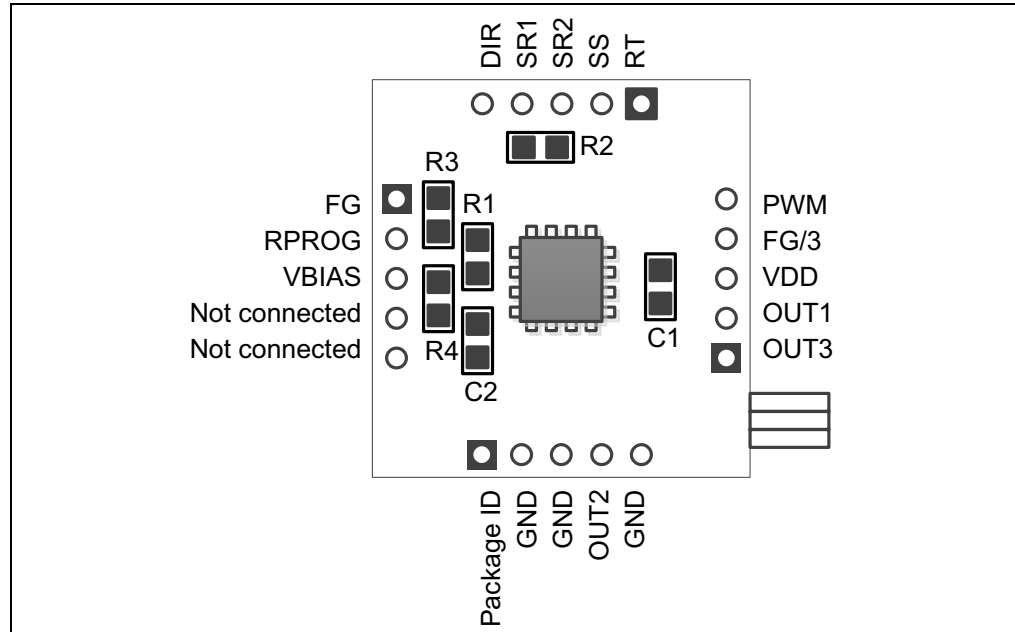 DIR
SR1
SR2
SS
RT
R2
R3
R1
FG
RPROG
VBIAS
Not connected
Not connected
R4
C2
C1
PWM
FG/3
VDD
OUT1
OUT3
Package ID
GND
GND
OUT2
GND